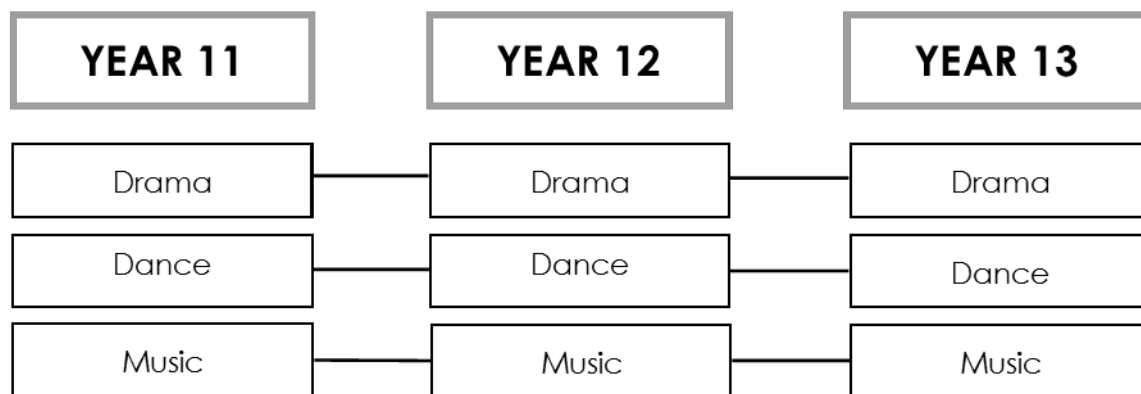 YEAR 11 YEAR 12 YEAR 13
Drama Drama Drama
Dance Dance Dance
Music Music Music